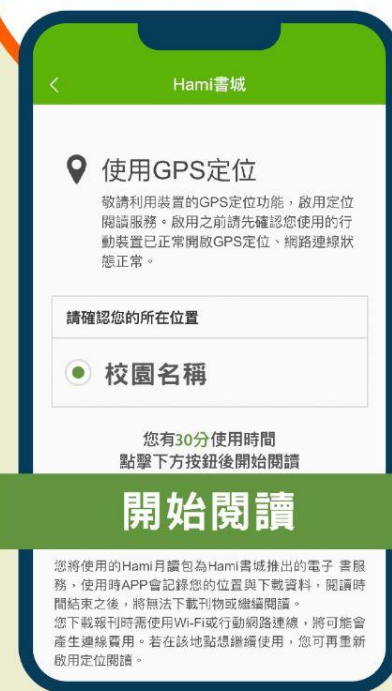 Hami書城
使用GPS定位
敬請利用裝置的GPS定位功能，啟用定位
閱讀服務。啟用之前請先確認您使用的行
動裝置已正常開啟GPS定位、網路連線狀
態正常。
請確認您的所在位置
校園名稱
您有30分使用時間
點擊下方按鈕後開始閱讀
開始閱讀
您將使用的Hami月讀包為Hami書城推出的電子 書服
務，使用時APP會記錄您的位置與下載資料，閱讀時
間結束之後，將無法下載刊物或繼續閱讀。
您下載報刊時需使用Wi-Fi或行動網路連線，將可能會
產生連線費用。若在該地點想繼續使用，您可再重新
啟用定位閱讀。